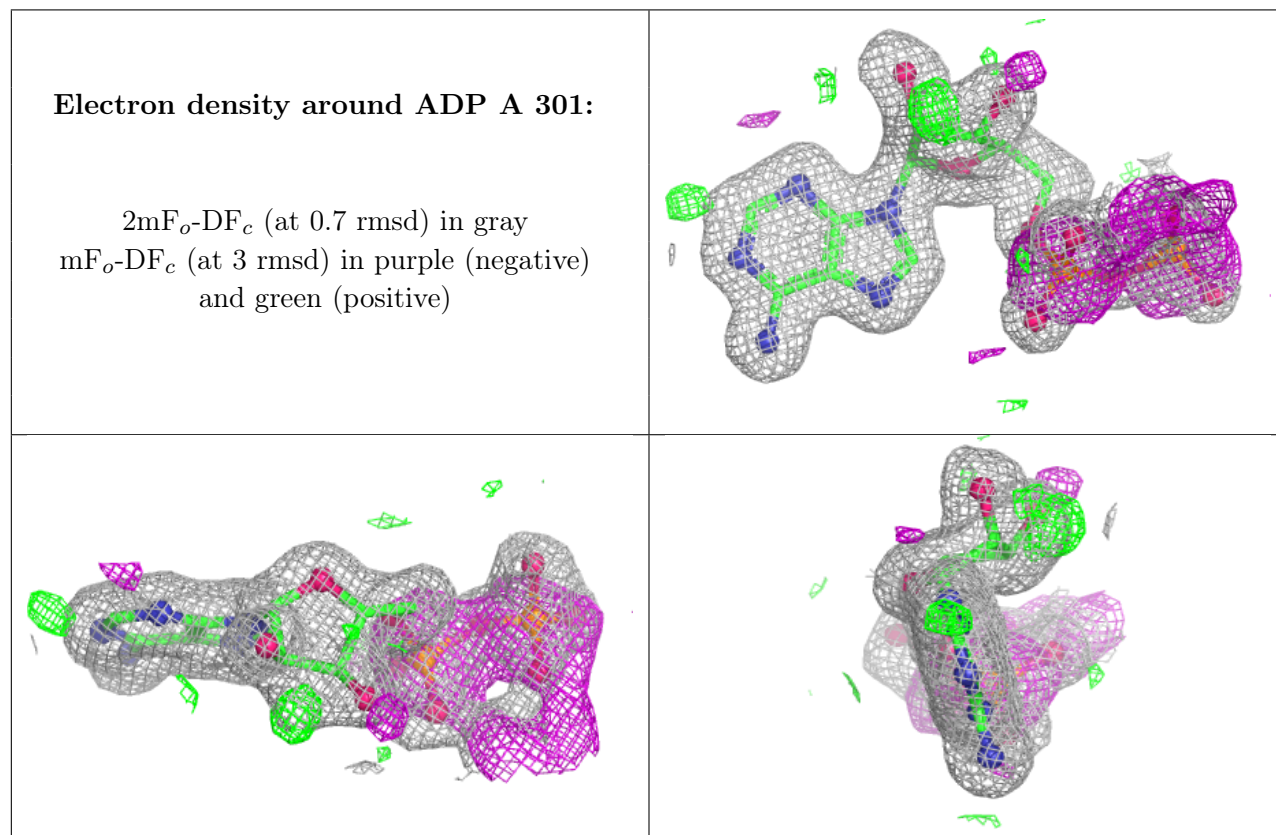 Electron density around ADP A 301:
2mFₒ-DF𝒸 (at 0.7 rmsd) in gray
mFₒ-DF𝒸 (at 3 rmsd) in purple (negative)
and green (positive)